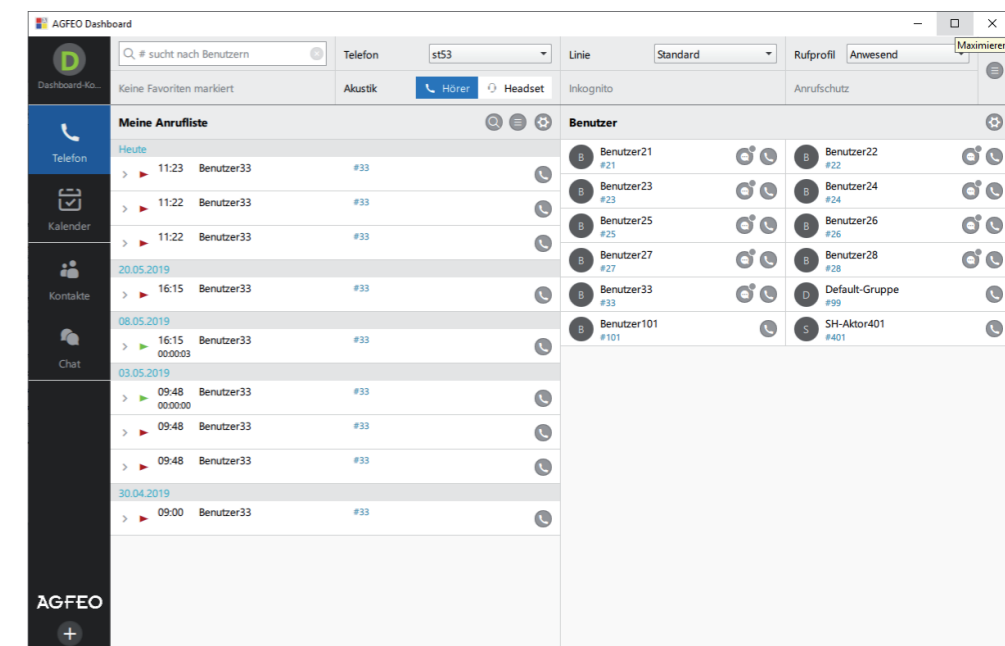 AGFEO Dashboard
Maximieren
D
Dashboard-Ko...
# sucht nach Benutzern
Telefon
st53
Linie
Standard
Rufprofil
Anwesend
Keine Favoriten markiert
Akustik
Hörer
Headset
Inkognito
Anrufschutz
Telefon
Kalender
Kontakte
Chat
AGFEO
Meine Anrufliste
Heute
11:23 Benutzer33 #33
11:22 Benutzer33 #33
11:22 Benutzer33 #33
20.05.2019
16:15 Benutzer33 #33
08.05.2019
16:15 Benutzer33 #33
00:00:03
03.05.2019
09:48 Benutzer33 #33
00:00:00
09:48 Benutzer33 #33
09:48 Benutzer33 #33
30.04.2019
09:00 Benutzer33 #33
Benutzer
B Benutzer21
#21
B Benutzer22
#22
B Benutzer23
#23
B Benutzer24
#24
B Benutzer25
#25
B Benutzer26
#26
B Benutzer27
#27
B Benutzer28
#28
B Benutzer33
#33
D Default-Gruppe
#99
B Benutzer101
#101
S SH-Aktor401
#401